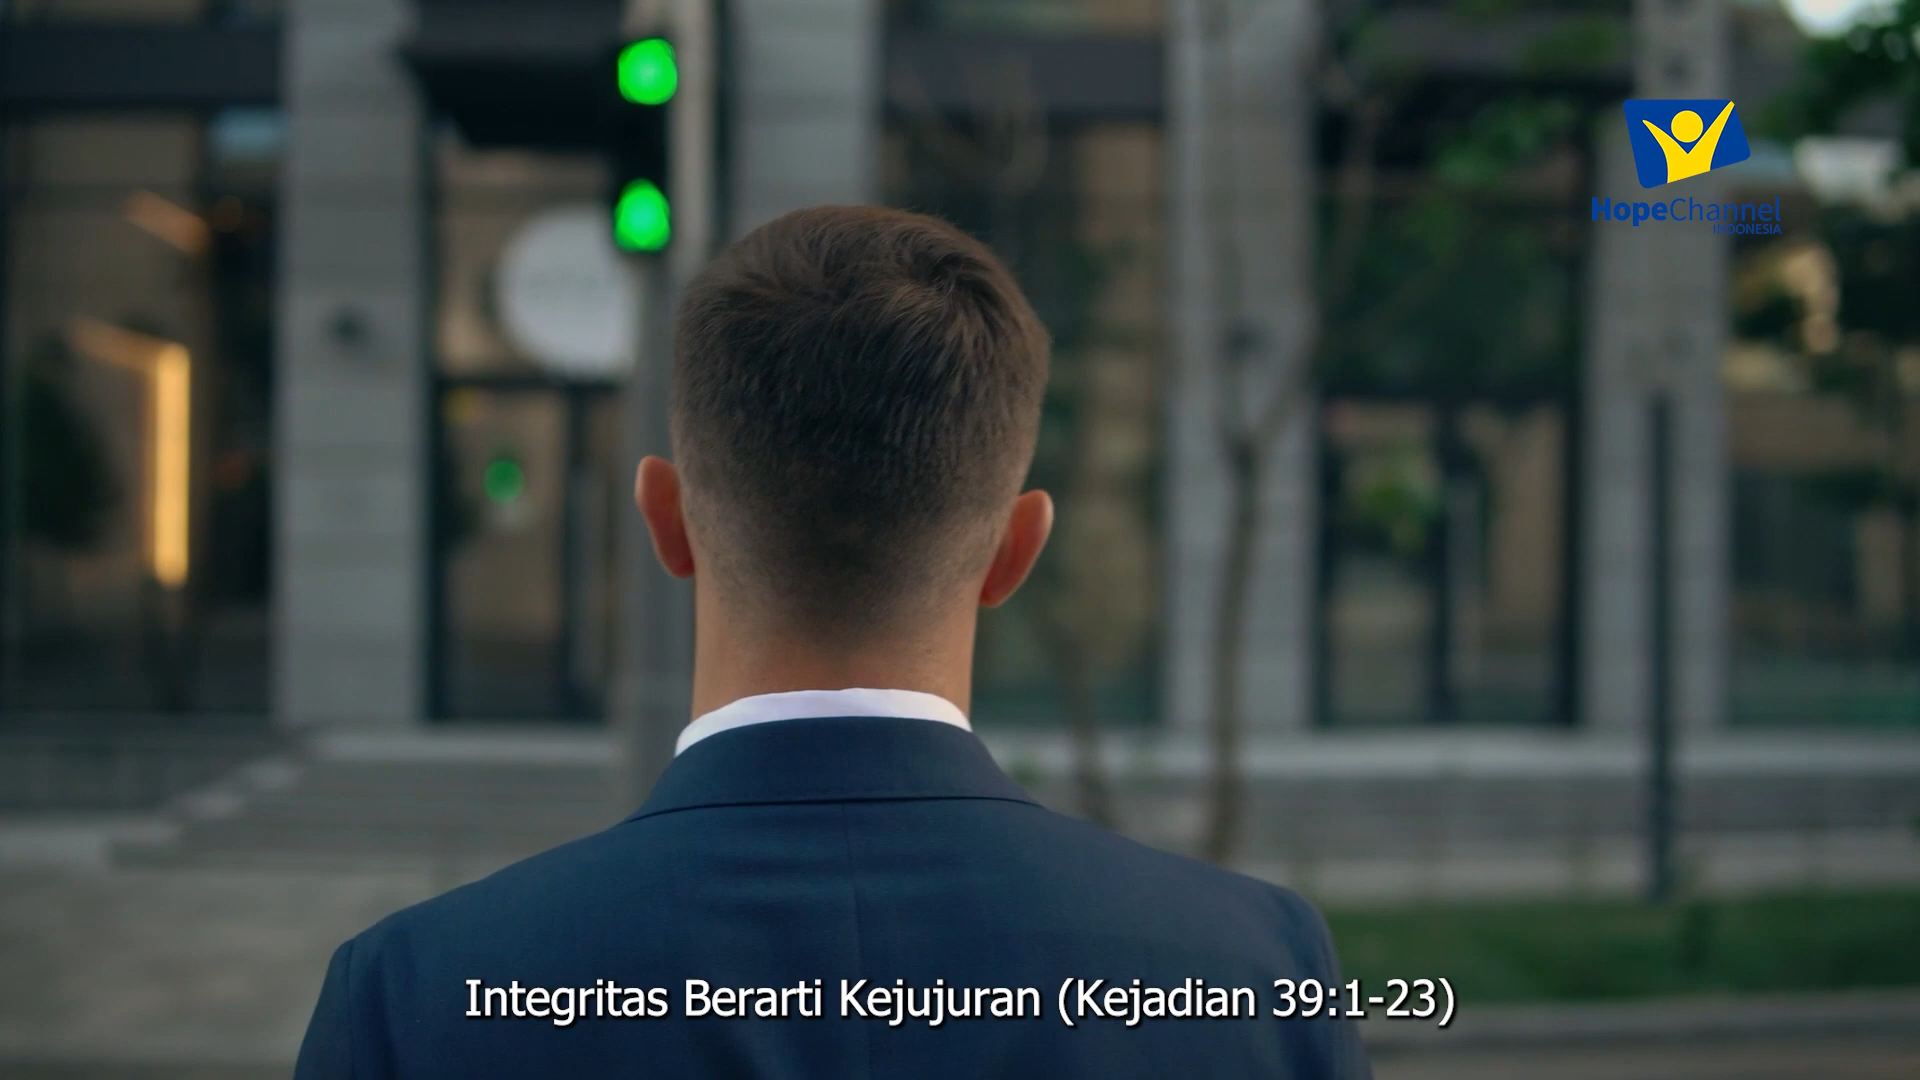 HopeChannel
INDONESIA
Integritas Berarti Kejujuran (Kejadian 39:1-23)